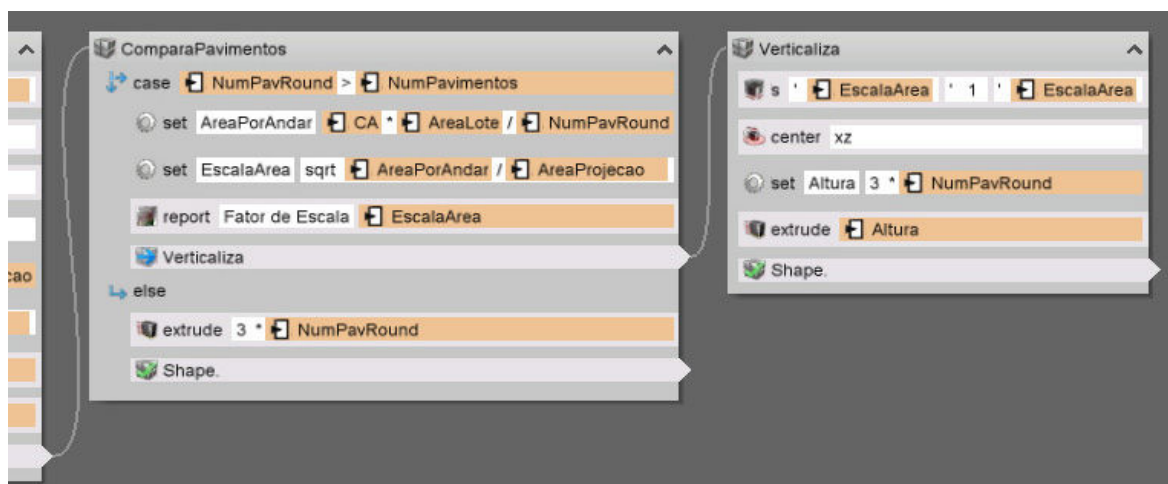 ComparaPavimentos
case NumPavRound > NumPavimentos
set AreaPorAndar CA * AreaLote / NumPavRound
set EscalaArea sqrt AreaPorAndar / AreaProjecao
report Fator de Escala EscalaArea
Verticaliza
else
extrude 3 * NumPavRound
Shape.
cao
Verticaliza
s ' EscalaArea ' 1 ' EscalaArea
center xz
set Altura 3 * NumPavRound
extrude Altura
Shape.